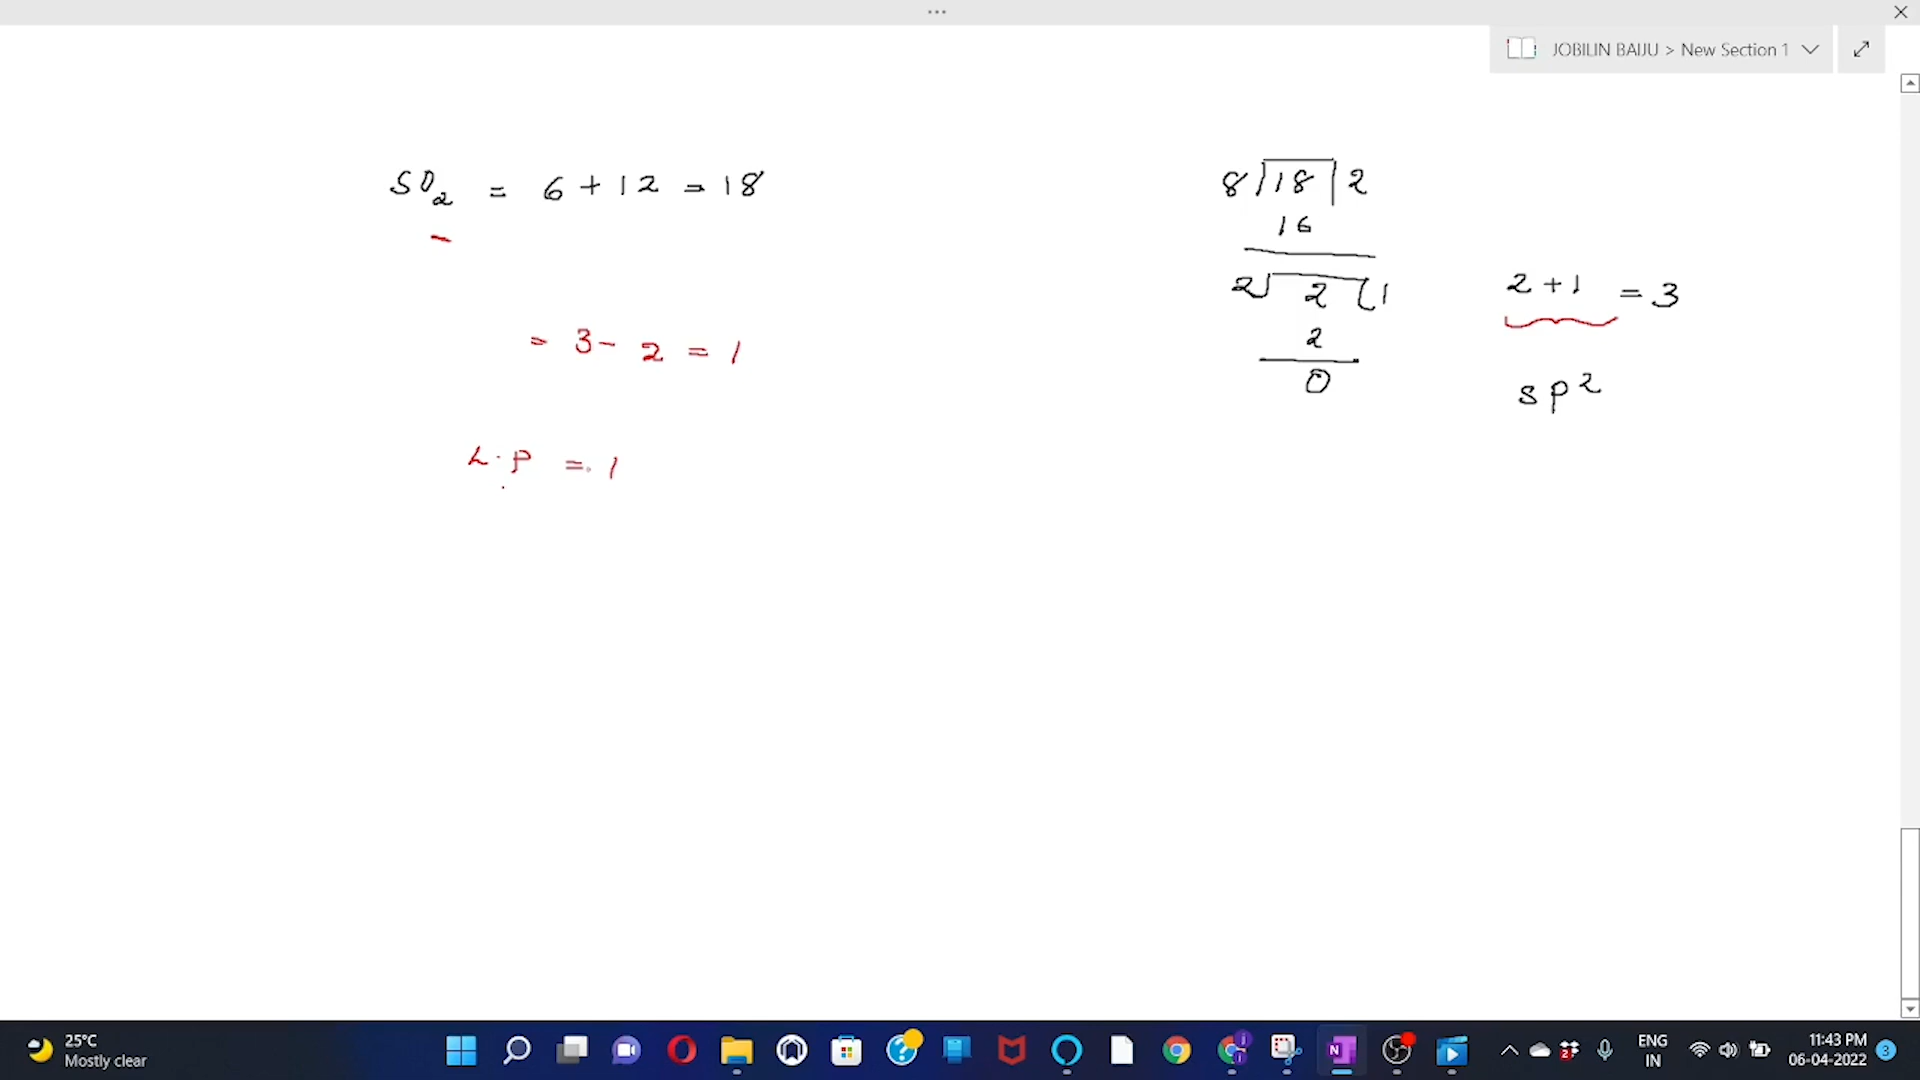 JOBILIN BAIJU > New Section 1
SO₂ = 6 + 12 = 18
= 3 - 2 = 1
L.P = 1
8 18 2
16
2 2 1
2
0
2 + 1 = 3
sp²
25°C
Mostly clear
ENG
IN
11:43 PM
06-04-2022
3